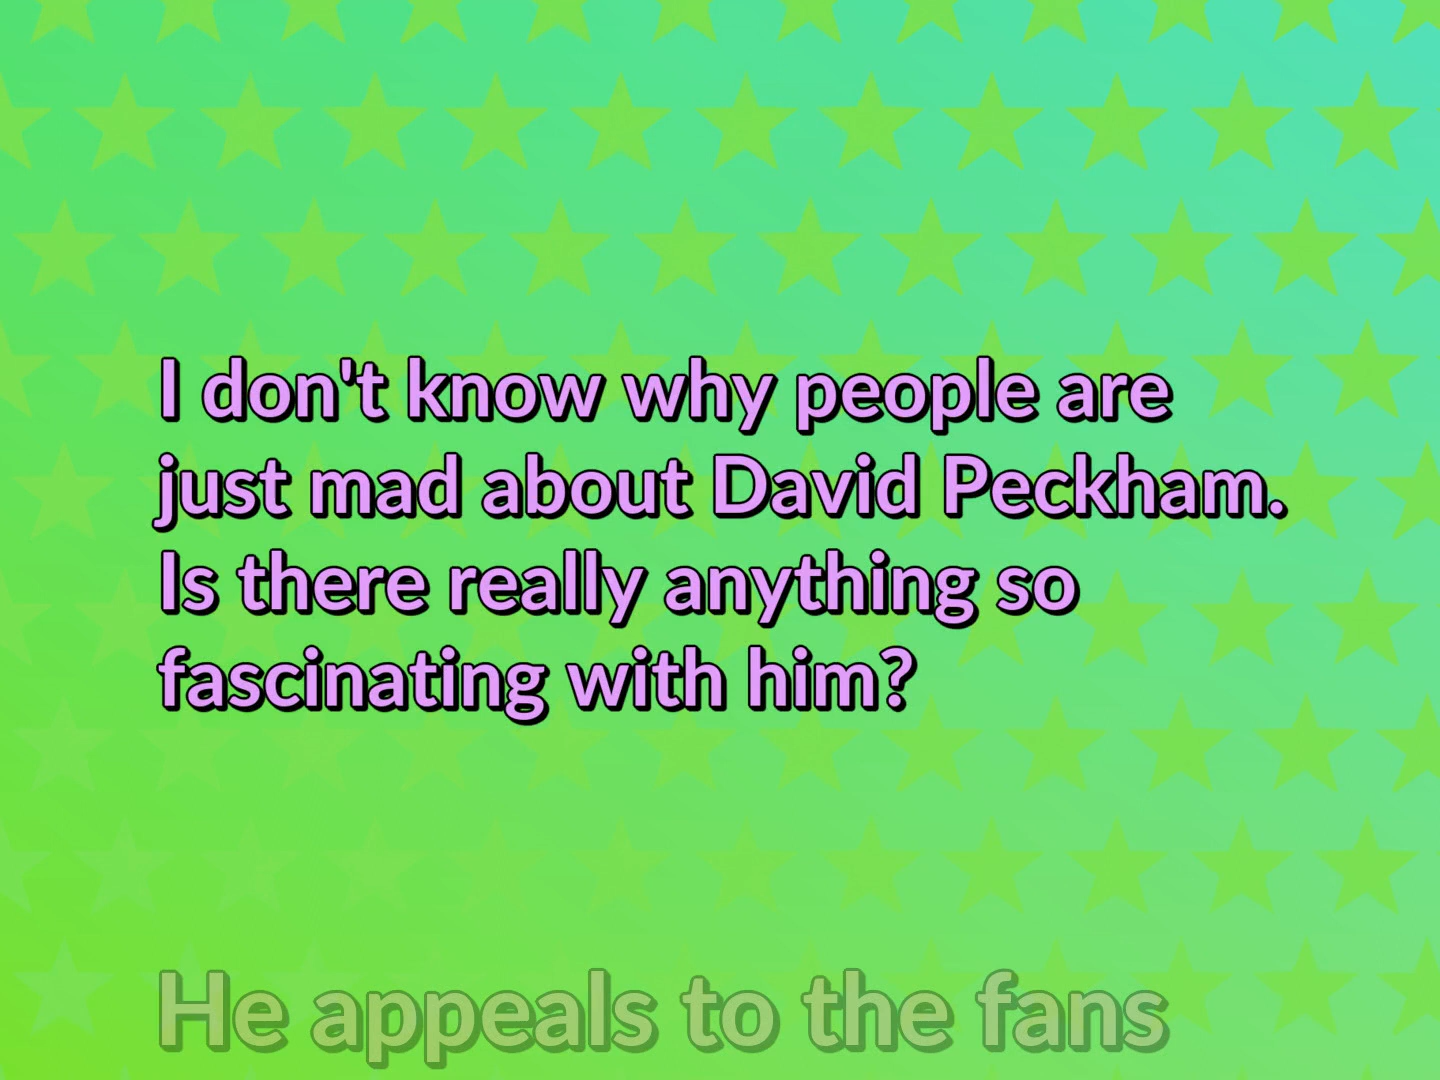 I don't know why people are
just mad about David Peckham.
Is there really anything so
fascinating with him?
He appeals to the fans